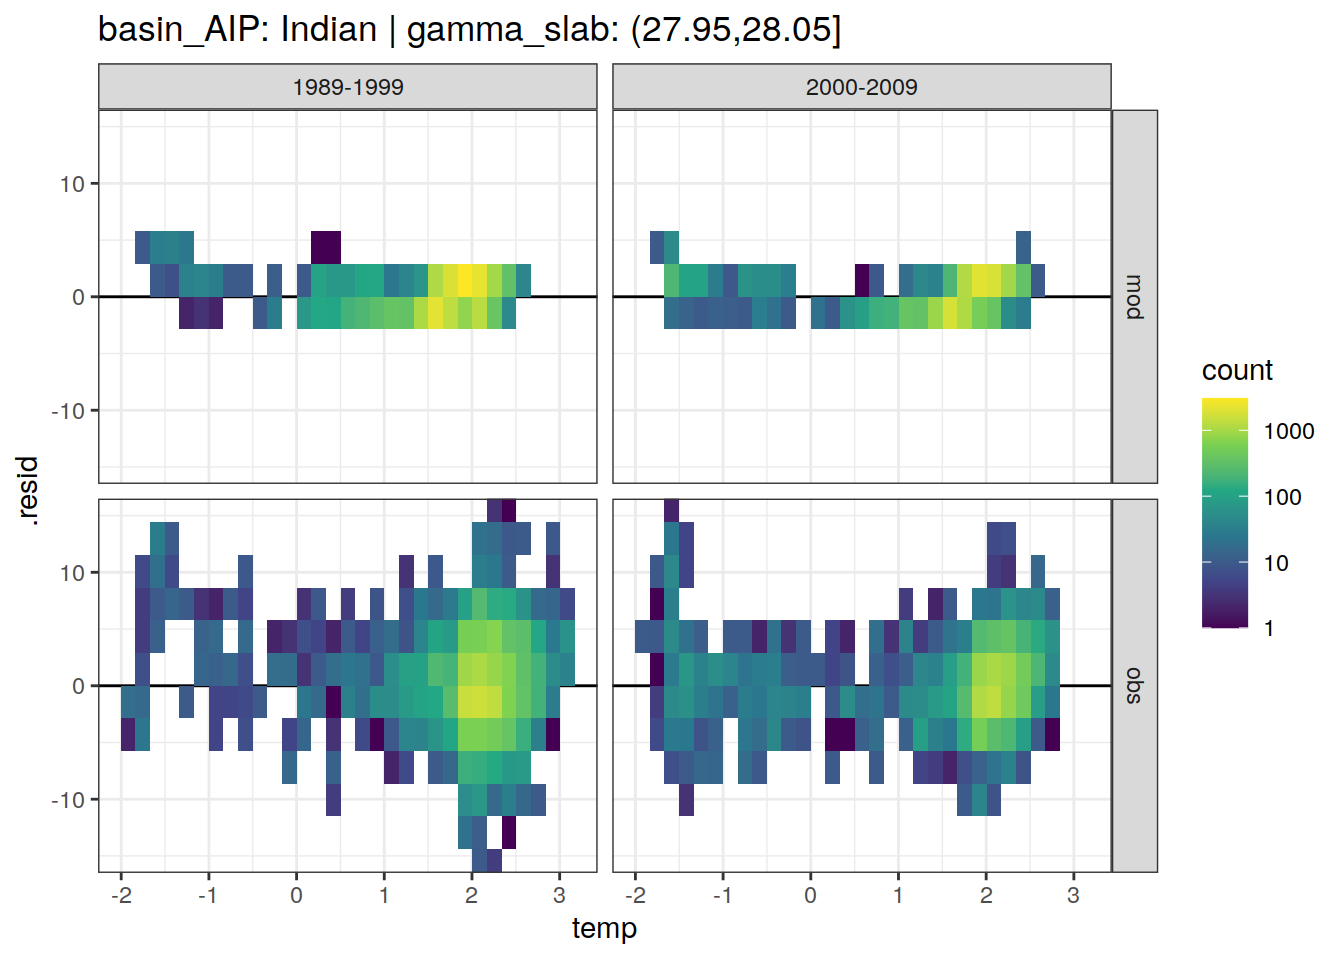 basin_AIP: Indian | gamma_slab: (27.95,28.05]
1989-1999
2000-2009
10
0
-10
mod
10
0
-10
obs
-2 -1 0 1 2 3
-2 -1 0 1 2 3
temp
.resid
count
1000
100
10
1